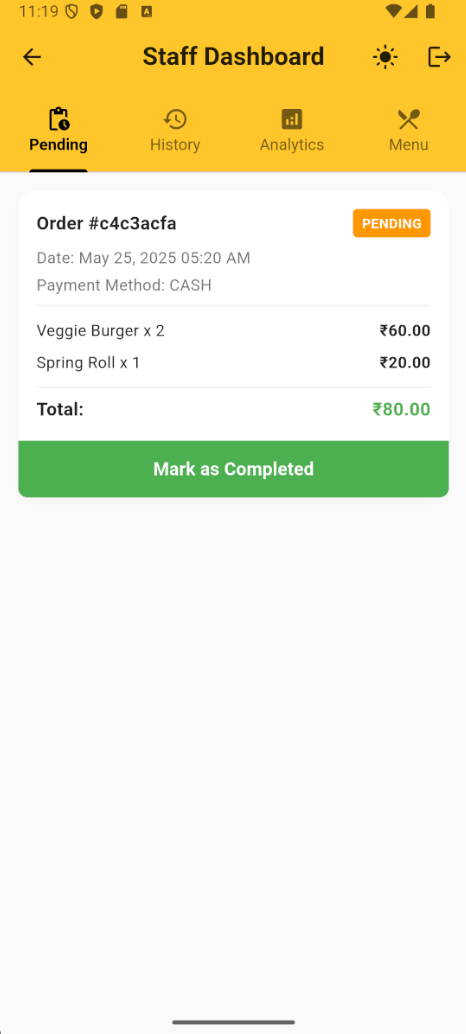 11:19
Staff Dashboard
Pending History Analytics Menu
Order #c4c3acfa PENDING
Date: May 25, 2025 05:20 AM
Payment Method: CASH
Veggie Burger x 2 ₹60.00
Spring Roll x 1 ₹20.00
Total: ₹80.00
Mark as Completed